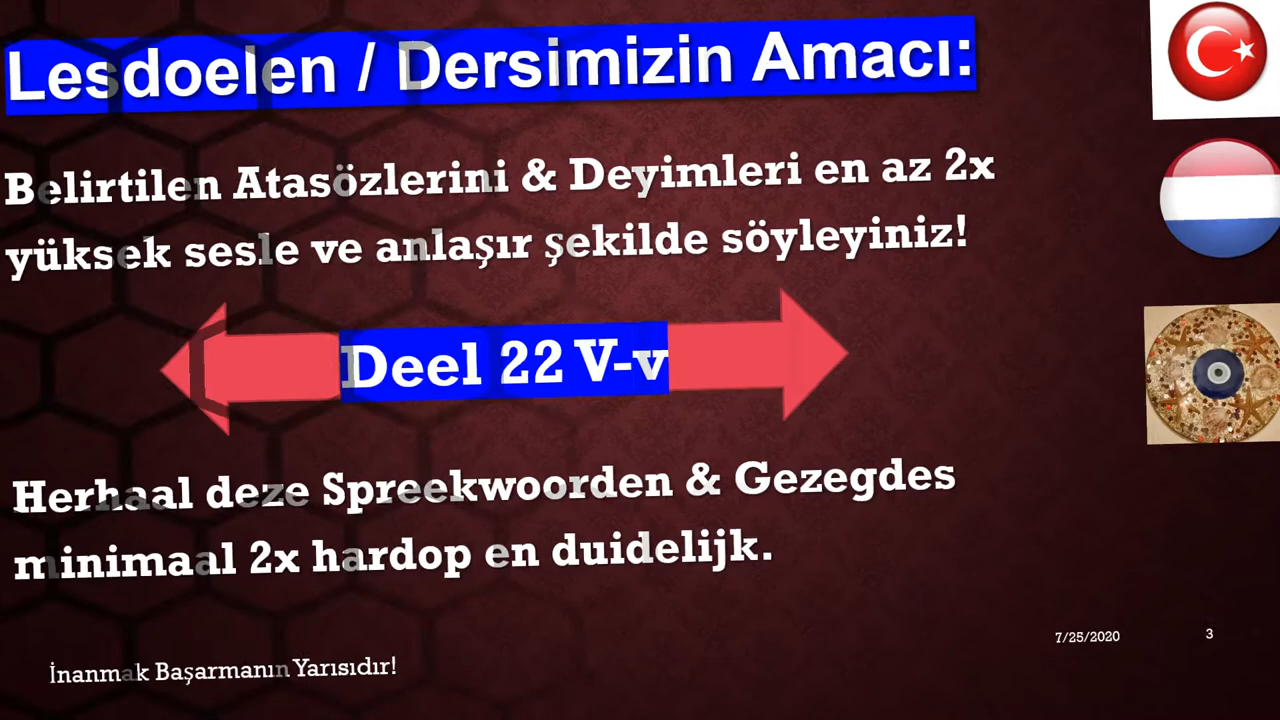 Lesdoelen / Dersimizin Amacı:
Belirtilen Atasözlerini & Deyimleri en az 2x
yüksek sesle ve anlaşır şekilde söyleyiniz!
Deel 22 V-v
Herhaal deze Spreekwoorden & Gezegdes
minimaal 2x hardop en duidelijk.
7/25/2020
3
İnanmak Başarmanın Yarısıdır!